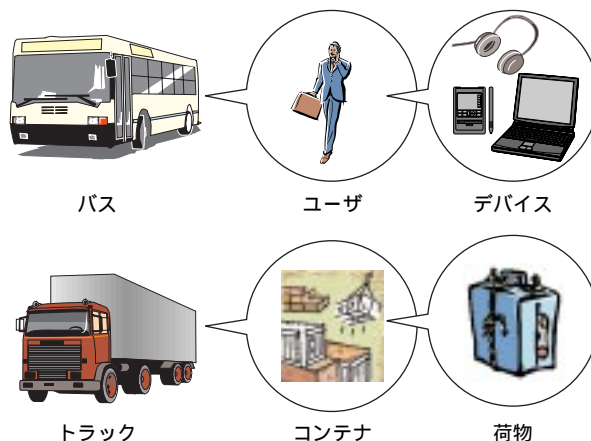 バス
ユーザ
デバイス
トラック
コンテナ
荷物